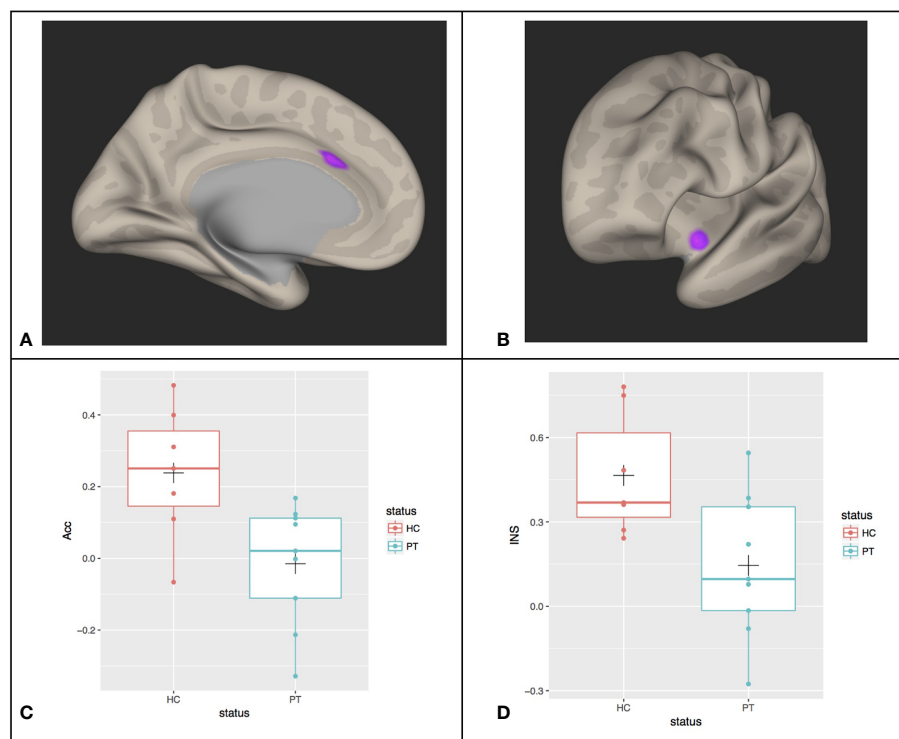 A
B
0.4
0.2
0.0
−0.2
Acc
HC
PT
status
status
HC
PT
C
0.6
0.3
0.0
−0.3
INS
HC
PT
status
status
HC
PT
D